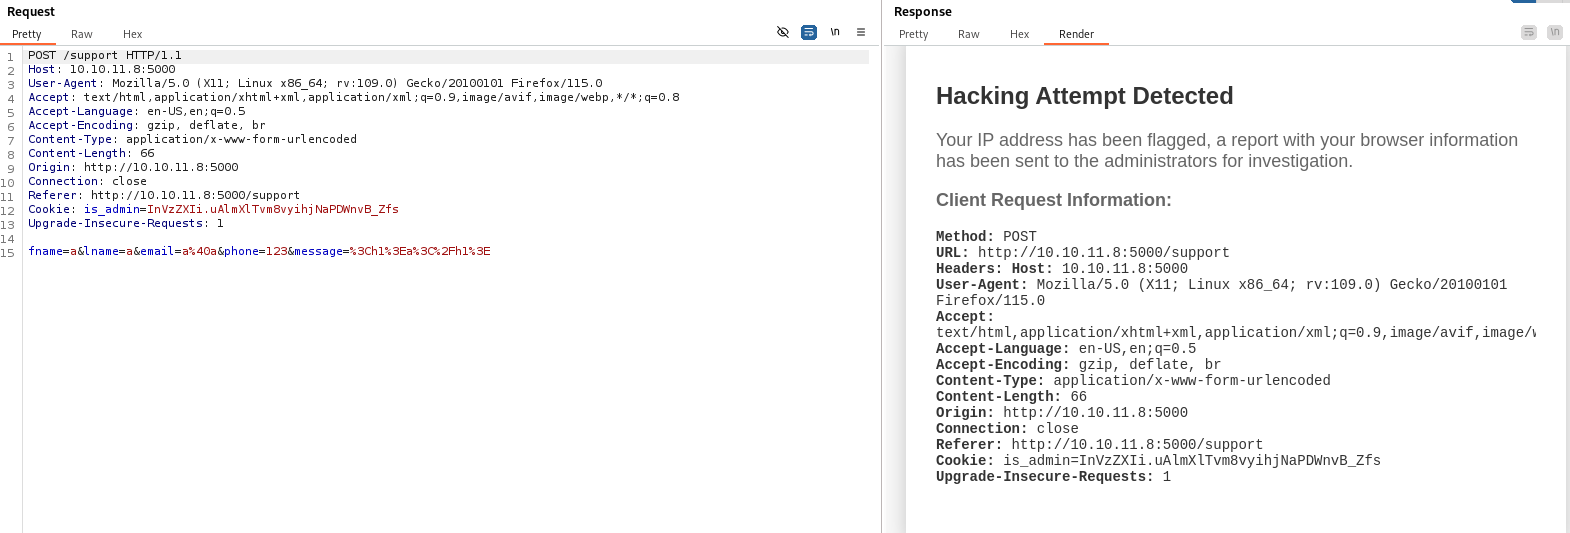 Request
Pretty Raw Hex
\n
1 POST /support HTTP/1.1
2 Host: 10.10.11.8:5000
3 User-Agent: Mozilla/5.0 (X11; Linux x86_64; rv:109.0) Gecko/20100101 Firefox/115.0
4 Accept: text/html,application/xhtml+xml,application/xml;q=0.9,image/avif,image/webp,*/*;q=0.8
5 Accept-Language: en-US,en;q=0.5
6 Accept-Encoding: gzip, deflate, br
7 Content-Type: application/x-www-form-urlencoded
8 Content-Length: 66
9 Origin: http://10.10.11.8:5000
10 Connection: close
11 Referer: http://10.10.11.8:5000/support
12 Cookie: is_admin=InVzZXIi.uAlmXlTvm8vyihjNaPDWnvB_Zfs
13 Upgrade-Insecure-Requests: 1
14
15 fname=a&lname=a&email=a%40a&phone=123&message=%3Ch1%3Ea%3C%2Fh1%3E
Response
Pretty Raw Hex Render
\n
Hacking Attempt Detected
Your IP address has been flagged, a report with your browser information
has been sent to the administrators for investigation.
Client Request Information:
Method: POST
URL: http://10.10.11.8:5000/support
Headers: Host: 10.10.11.8:5000
User-Agent: Mozilla/5.0 (X11; Linux x86_64; rv:109.0) Gecko/20100101
Firefox/115.0
Accept:
text/html,application/xhtml+xml,application/xml;q=0.9,image/avif,image/
Accept-Language: en-US,en;q=0.5
Accept-Encoding: gzip, deflate, br
Content-Type: application/x-www-form-urlencoded
Content-Length: 66
Origin: http://10.10.11.8:5000
Connection: close
Referer: http://10.10.11.8:5000/support
Cookie: is_admin=InVzZXIi.uAlmXlTvm8vyihjNaPDWnvB_Zfs
Upgrade-Insecure-Requests: 1